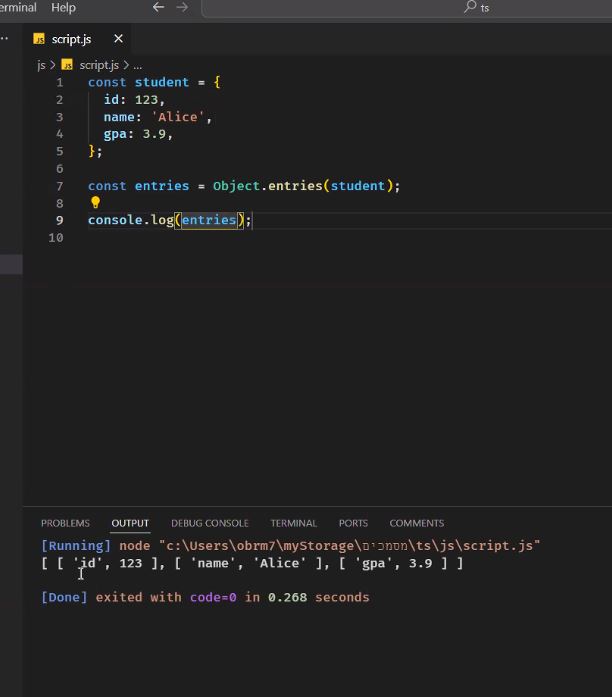 erminal Help ← → ts
script.js ×
js > script.js > ...
1 const student = {
2 id: 123,
3 name: 'Alice',
4 gpa: 3.9,
5 };
6
7 const entries = Object.entries(student);
8
9 console.log(entries);
10
PROBLEMS OUTPUT DEBUG CONSOLE TERMINAL PORTS COMMENTS
[Running] node "c:\Users\obrm7\myStorage\מסמכים\ts\js\script.js"
[ [ 'id', 123 ], [ 'name', 'Alice' ], [ 'gpa', 3.9 ] ]
[Done] exited with code=0 in 0.268 seconds